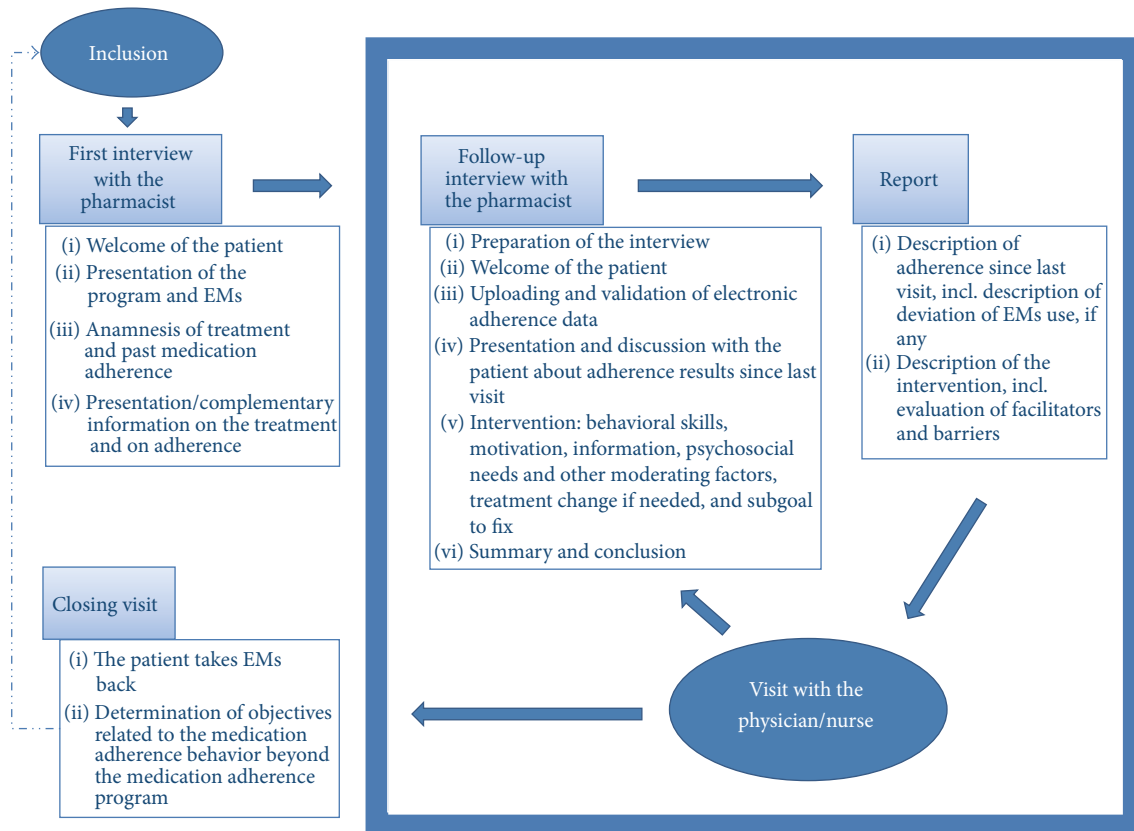 Inclusion
First interview
with the
pharmacist
(i) Welcome of the patient
(ii) Presentation of the
program and EMs
(iii) Anamnesis of treatment
and past medication
adherence
(iv) Presentation/complementary
information on the treatment
and on adherence
Follow-up
interview with
the pharmacist
(i) Preparation of the interview
(ii) Welcome of the patient
(iii) Uploading and validation of electronic
adherence data
(iv) Presentation and discussion with the
patient about adherence results since last
visit
(v) Intervention: behavioral skills,
motivation, information, psychosocial
needs and other moderating factors,
treatment change if needed, and subgoal
to fix
(vi) Summary and conclusion
Report
(i) Description of
adherence since last
visit, incl. description of
deviation of EMs use, if
any
(ii) Description of the
intervention, incl.
evaluation of facilitators
and barriers
Visit with the
physician/nurse
Closing visit
(i) The patient takes EMs
back
(ii) Determination of objectives
related to the medication
adherence behavior beyond
the medication adherence
program